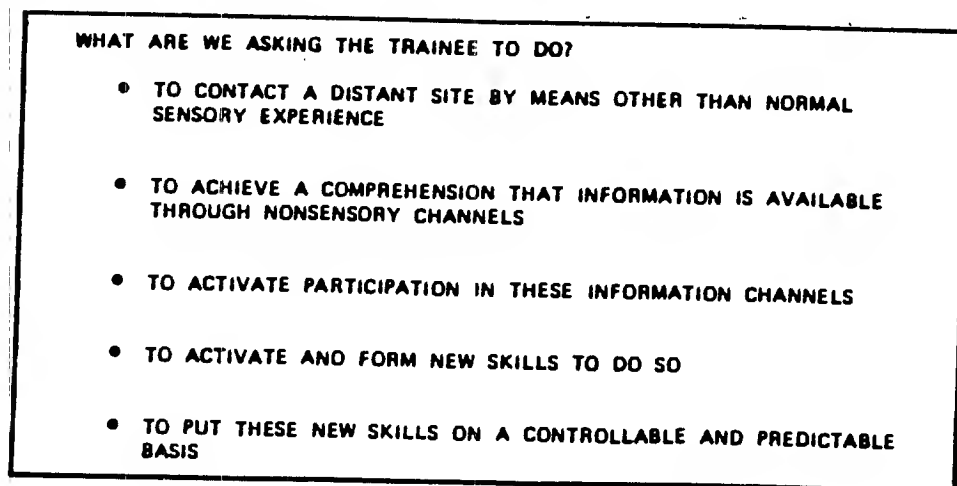 WHAT ARE WE ASKING THE TRAINEE TO DO?
• TO CONTACT A DISTANT SITE BY MEANS OTHER THAN NORMAL
SENSORY EXPERIENCE
• TO ACHIEVE A COMPREHENSION THAT INFORMATION IS AVAILABLE
THROUGH NONSENSORY CHANNELS
• TO ACTIVATE PARTICIPATION IN THESE INFORMATION CHANNELS
• TO ACTIVATE AND FORM NEW SKILLS TO DO SO
• TO PUT THESE NEW SKILLS ON A CONTROLLABLE AND PREDICTABLE
BASIS